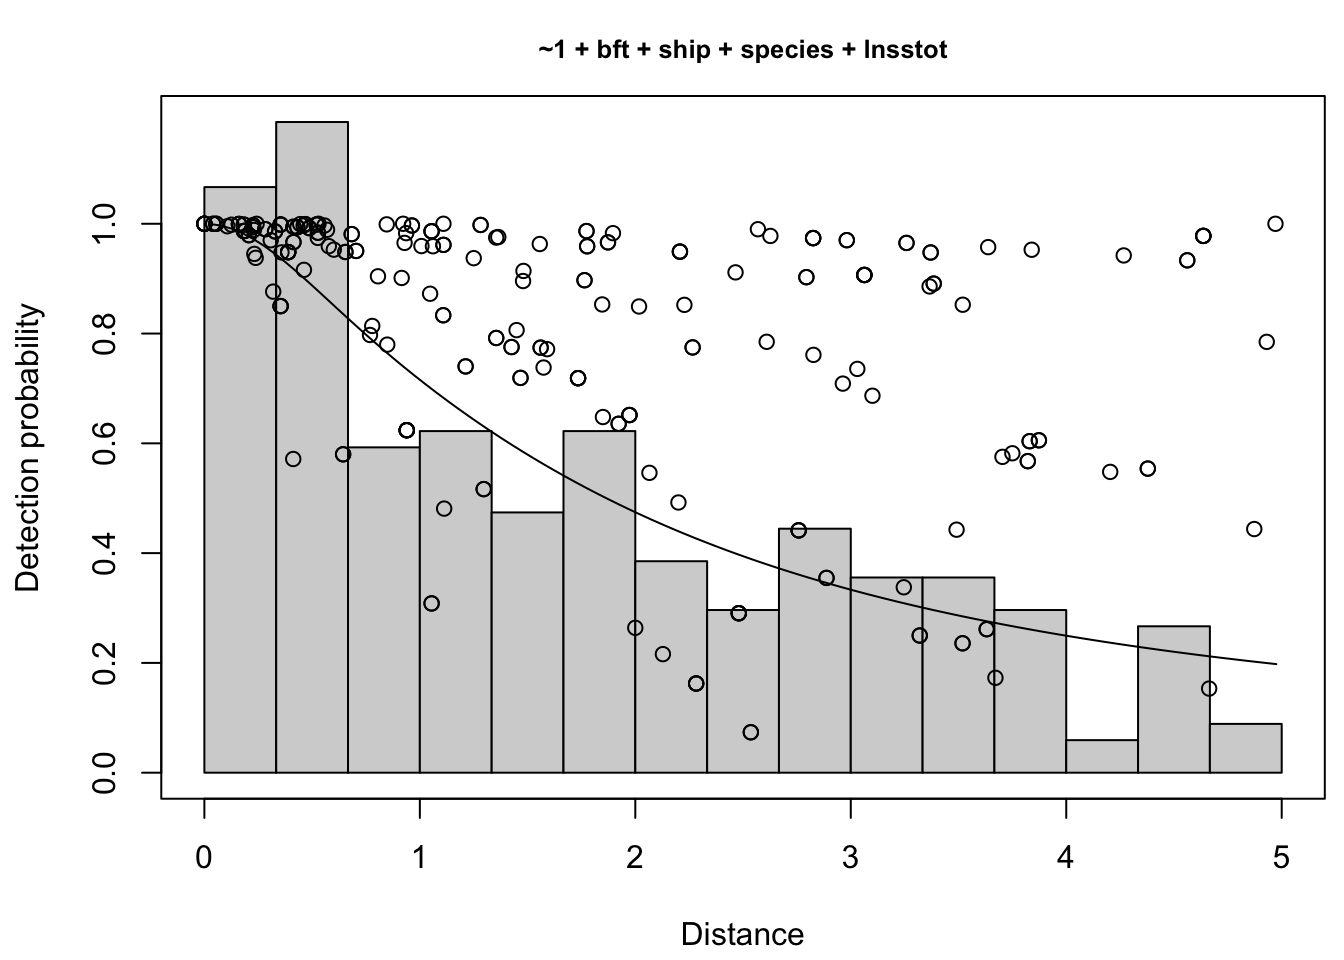 ~1 + bft + ship + species + lnsstot
Detection probability
1.0
0.8
0.6
0.4
0.2
0.0
0 1 2 3 4 5
Distance